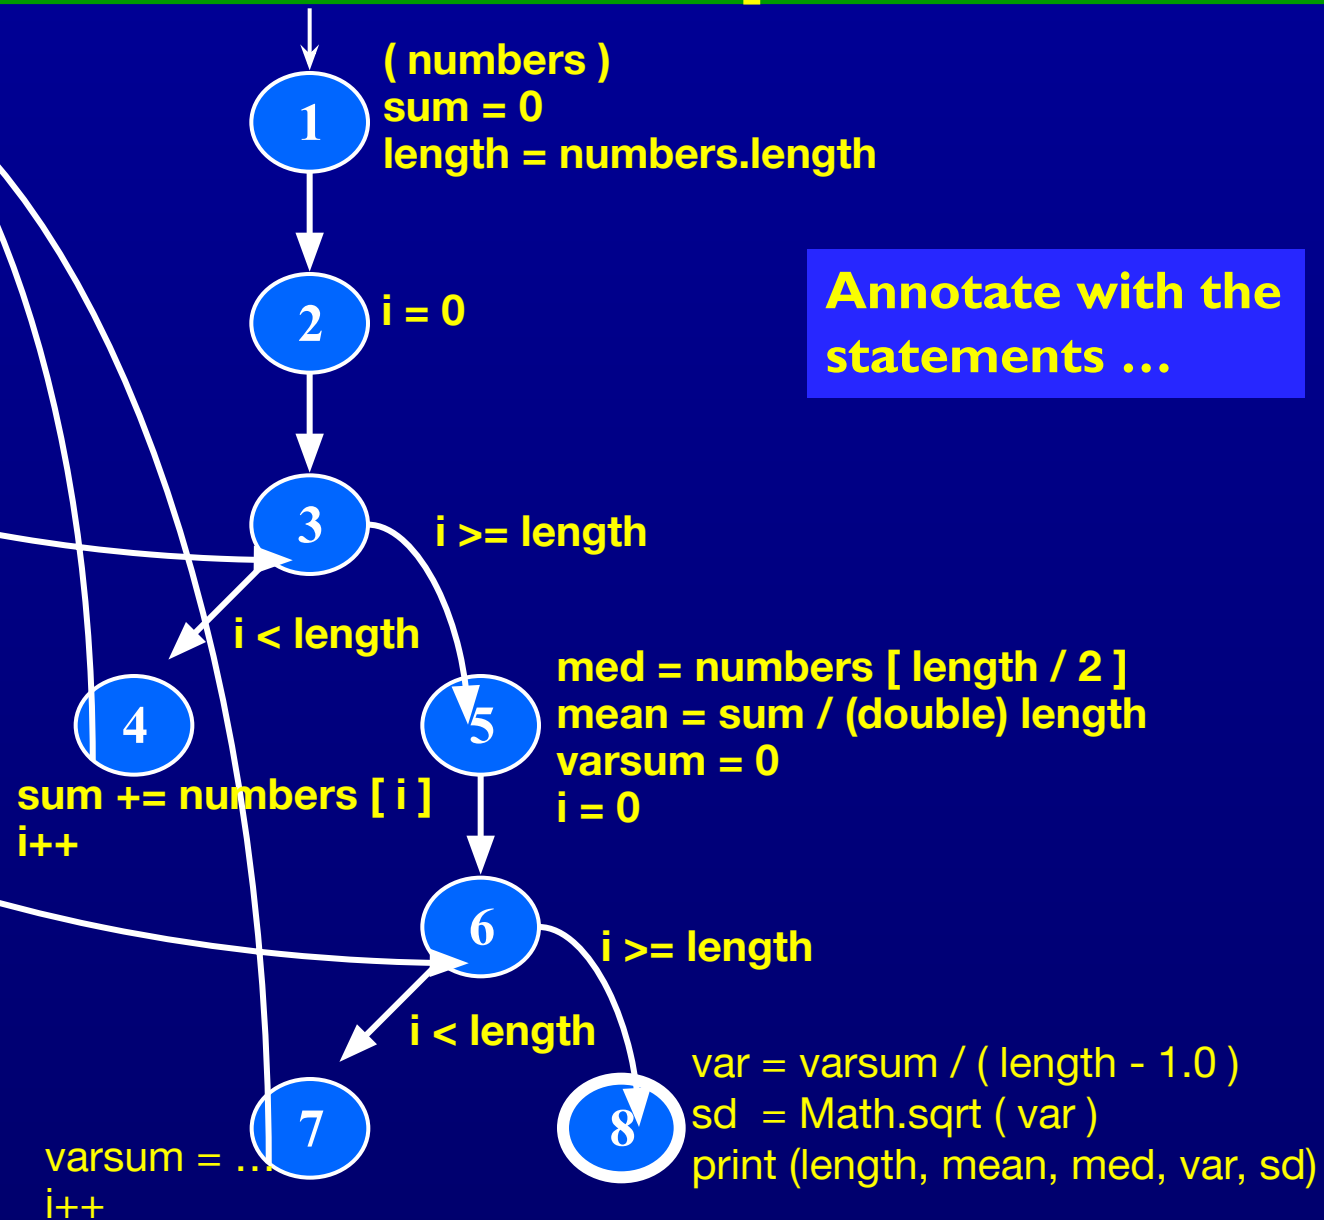 1
( numbers )
sum = 0
length = numbers.length
2
i = 0
Annotate with the
statements …
3
i >= length
i < length
4
sum += numbers [ i ]
i++
5
med = numbers [ length / 2 ]
mean = sum / (double) length
varsum = 0
i = 0
6
i >= length
i < length
7
varsum = …
i++
8
var = varsum / ( length - 1.0 )
sd = Math.sqrt ( var )
print (length, mean, med, var, sd)